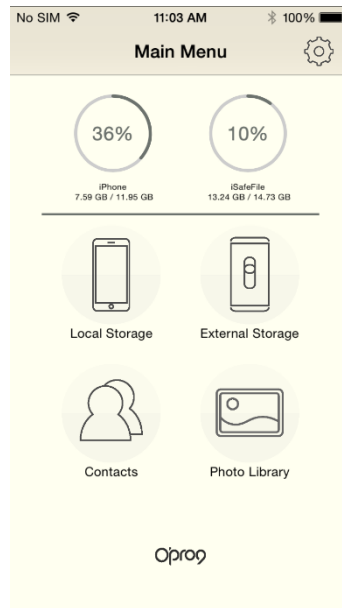 No SIM 11:03 AM 100%
Main Menu
36% 10%
iPhone iSafeFile
7.59 GB / 11.95 GB 13.24 GB / 14.73 GB
Local Storage External Storage
Contacts Photo Library
O'prog